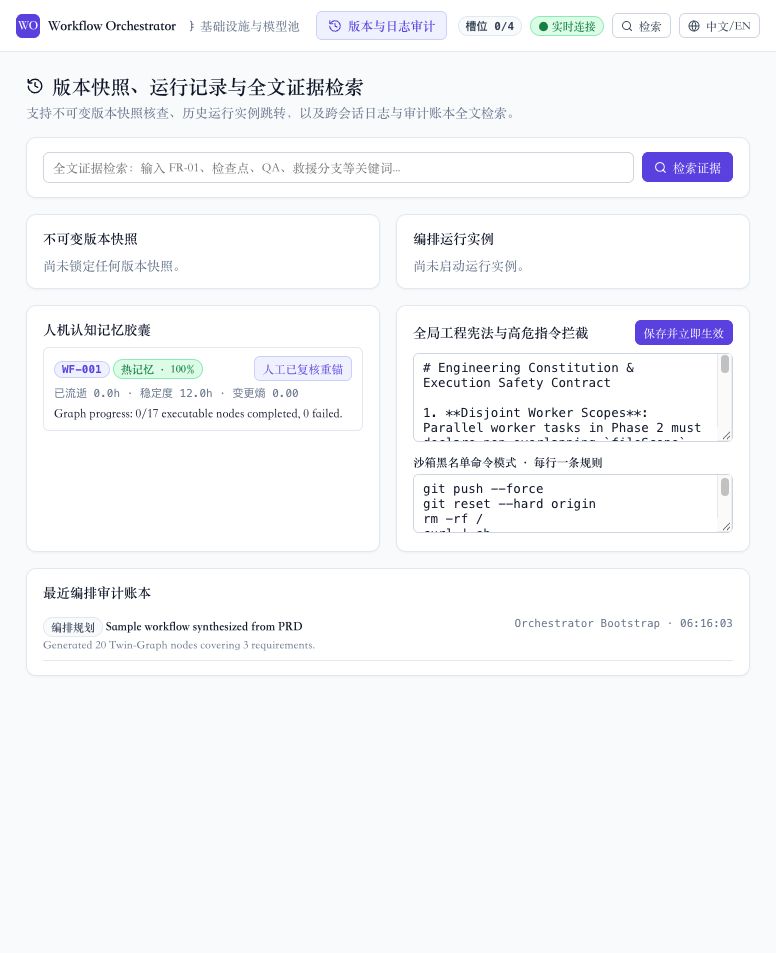 WO Workflow Orchestrator 基础设施与模型池 版本与日志审计 槽位 0/4 实时连接 检索 中文/EN
版本快照、运行记录与全文证据检索
支持不可变版本快照核查、历史运行实例跳转，以及跨会话日志与审计账本全文检索。
全文证据检索：输入 FR-01、检查点、QA、救援分支等关键词... 检索证据
不可变版本快照
尚未锁定任何版本快照。
编排运行实例
尚未启动运行实例。
人机认知记忆胶囊
WF-001 热记忆 · 100% 人工已复核重锚
已流逝 0.0h · 稳定度 12.0h · 变更熵 0.00
Graph progress: 0/17 executable nodes completed, 0 failed.
全局工程宪法与高危指令拦截 保存并立即生效
# Engineering Constitution &
Execution Safety Contract
1. **Disjoint Worker Scopes**:
Parallel worker tasks in Phase 2 must
沙箱黑名单命令模式 · 每行一条规则
git push --force
git reset --hard origin
rm -rf /
最近编排审计账本
编排规划 Sample workflow synthesized from PRD Orchestrator Bootstrap · 06:16:03
Generated 20 Twin-Graph nodes covering 3 requirements.